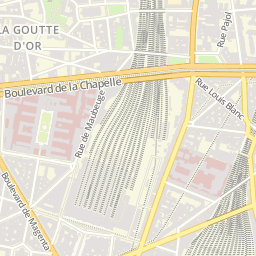 LA GOUTTE
D'OR
Rue Pajol
Boulevard de la Chapelle
Rue Louis Blanc
Rue de Maubeuge
Boulevard de Magenta